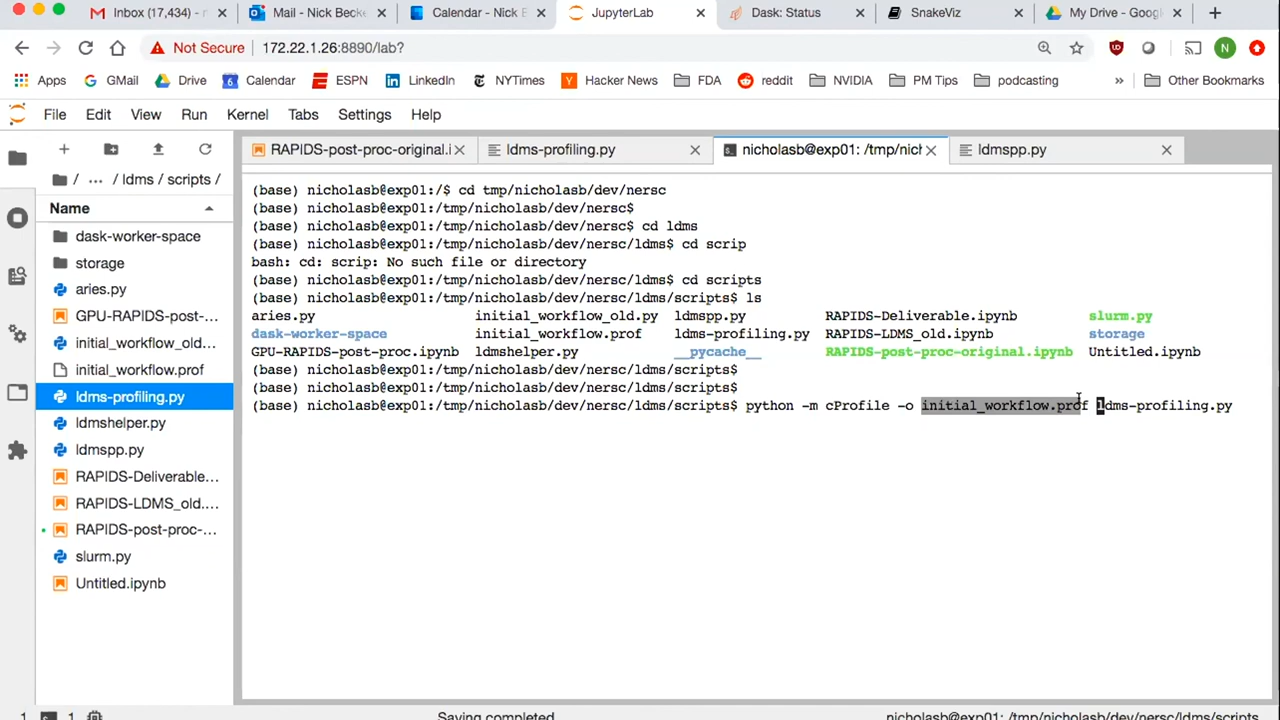 Inbox (17,434) - n
Mail - Nick Becke
Calendar - Nick E
JupyterLab
Dask: Status
SnakeViz
My Drive - Goog
Not Secure
172.22.1.26:8890/lab?
N
Apps
GMail
Drive
6
Calendar
ESPN
LinkedIn
NYTimes
Hacker News
FDA
reddit
NVIDIA
PM Tips
podcasting
»
Other Bookmarks
File
Edit
View
Run
Kernel
Tabs
Settings
Help
RAPIDS-post-proc-original.i
ldms-profiling.py
nicholasb@exp01: /tmp/nich
ldmspp.py
/ ... / ldms / scripts /
Name
dask-worker-space
storage
aries.py
GPU-RAPIDS-post-...
initial_workflow_old...
initial_workflow.prof
ldms-profiling.py
ldmshelper.py
ldmspp.py
RAPIDS-Deliverable...
RAPIDS-LDMS_old....
RAPIDS-post-proc-...
slurm.py
Untitled.ipynb
(base) nicholasb@exp01:/$ cd tmp/nicholasb/dev/nersc
(base) nicholasb@exp01:/tmp/nicholasb/dev/nersc$
(base) nicholasb@exp01:/tmp/nicholasb/dev/nersc$ cd ldms
(base) nicholasb@exp01:/tmp/nicholasb/dev/nersc/ldms$ cd scrip
bash: cd: scrip: No such file or directory
(base) nicholasb@exp01:/tmp/nicholasb/dev/nersc/ldms$ cd scripts
(base) nicholasb@exp01:/tmp/nicholasb/dev/nersc/ldms/scripts$ ls
aries.py initial_workflow_old.py ldmspp.py RAPIDS-Deliverable.ipynb slurm.py
dask-worker-space initial_workflow.prof ldms-profiling.py RAPIDS-LDMS_old.ipynb storage
GPU-RAPIDS-post-proc.ipynb ldmshelper.py __pycache__ RAPIDS-post-proc-original.ipynb Untitled.ipynb
(base) nicholasb@exp01:/tmp/nicholasb/dev/nersc/ldms/scripts$
(base) nicholasb@exp01:/tmp/nicholasb/dev/nersc/ldms/scripts$
(base) nicholasb@exp01:/tmp/nicholasb/dev/nersc/ldms/scripts$ python -m cProfile -o initial_workflow.prof ldms-profiling.py
1
1
Saving completed
nicholasb@exp01: /tmp/nicholasb/dev/nersc/ldms/scripts